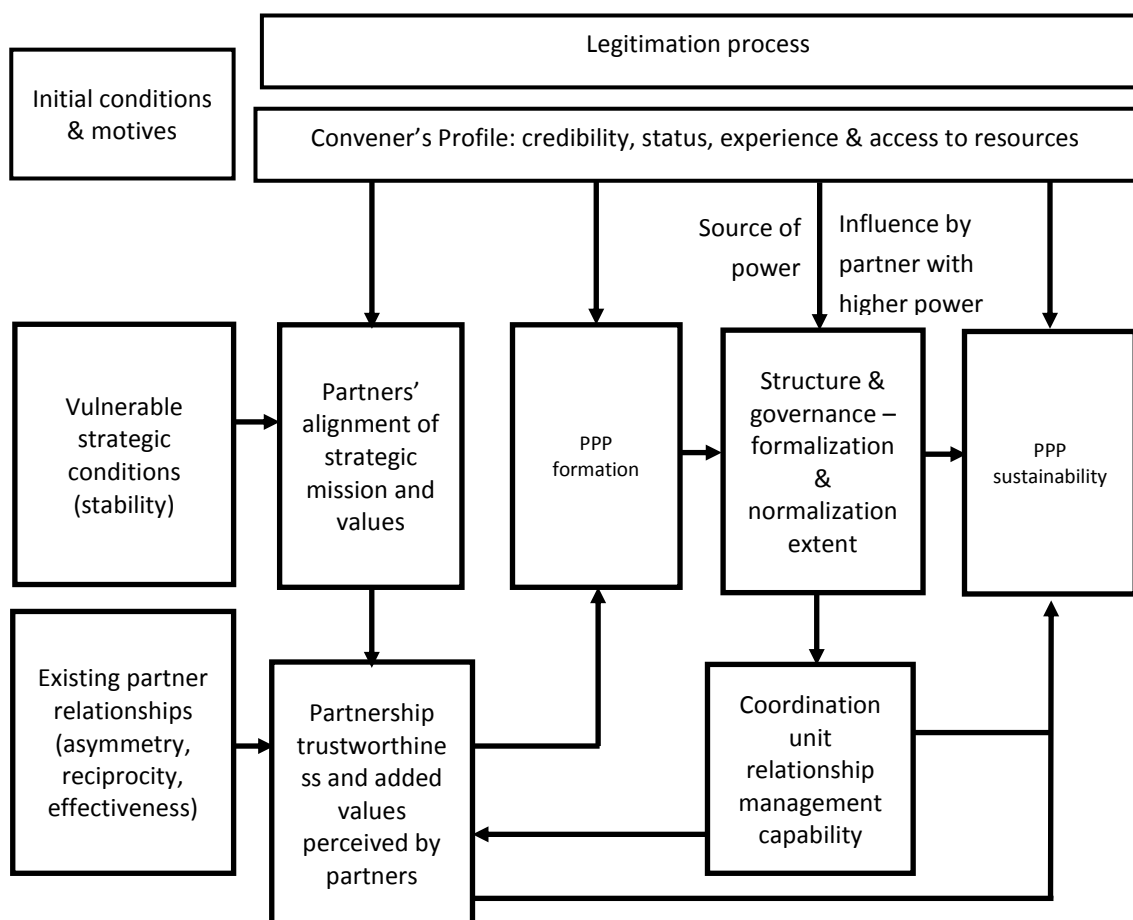 Legitimation process
Initial conditions
& motives
Convener’s Profile: credibility, status, experience & access to resources
Source of
power
Influence by
partner with
higher power
Vulnerable
strategic
conditions
(stability)
Partners’
alignment of
strategic
mission and
values
PPP
formation
Structure &
governance –
formalization
&
normalization
extent
PPP
sustainability
Existing partner
relationships
(asymmetry,
reciprocity,
effectiveness)
Partnership
trustworthine
ss and added
values
perceived by
partners
Coordination
unit
relationship
management
capability